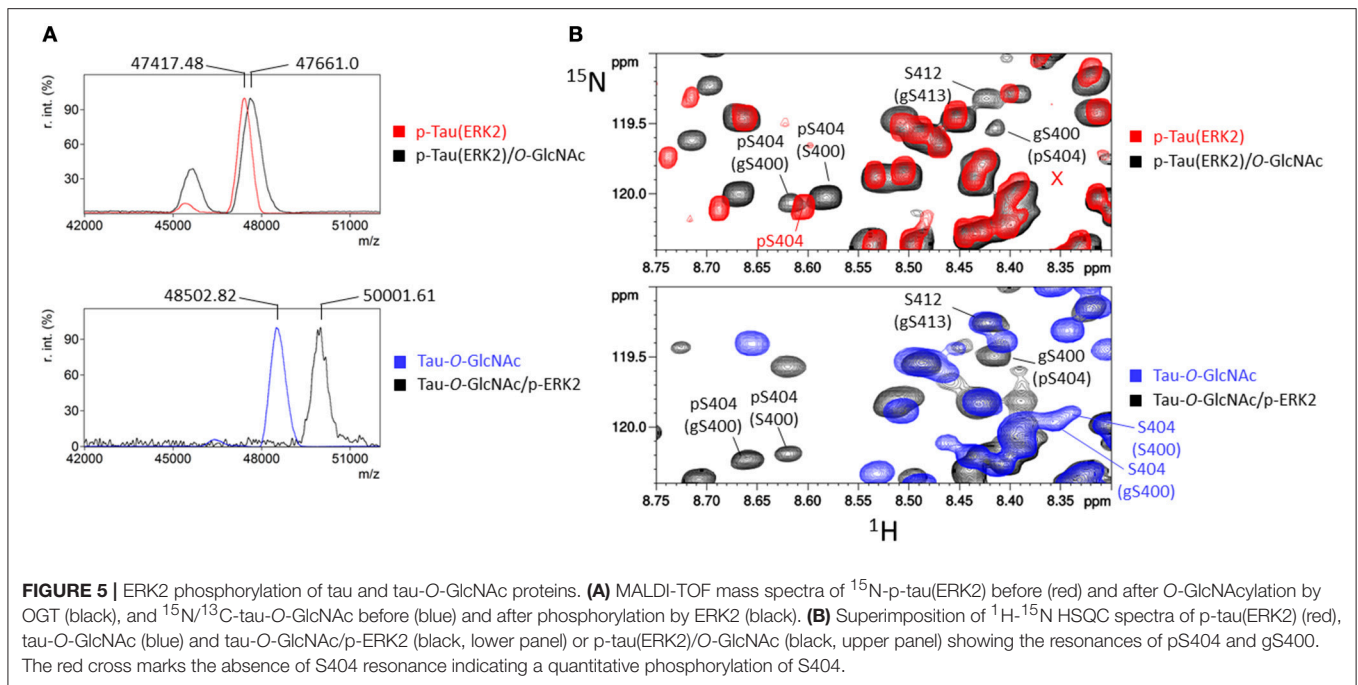 A
47417.48 47661.0
r. int. (%)
90
60
30
42000 45000 48000 51000
m/z
p-Tau(ERK2)
p-Tau(ERK2)/O-GlcNAc
48502.82 50001.61
r. int. (%)
90
60
30
0
42000 45000 48000 51000
m/z
Tau-O-GlcNAc
Tau-O-GlcNAc/p-ERK2
B
ppm
15N
119.5
120.0
S412
(gS413)
pS404
(gS400)
pS404
(S400)
gS400
(pS404)
X
pS404
8.75 8.70 8.65 8.60 8.55 8.50 8.45 8.40 8.35 ppm
p-Tau(ERK2)
p-Tau(ERK2)/O-GlcNAc
ppm
119.5
120.0
S412
(gS413)
gS400
(pS404)
pS404
(gS400)
pS404
(S400)
S404
(S400)
S404
(gS400)
8.75 8.70 8.65 8.60 8.55 8.50 8.45 8.40 8.35 ppm
1H
Tau-O-GlcNAc
Tau-O-GlcNAc/p-ERK2
FIGURE 5 | ERK2 phosphorylation of tau and tau-O-GlcNAc proteins. (A) MALDI-TOF mass spectra of 15N-p-tau(ERK2) before (red) and after O-GlcNAcylation by
OGT (black), and 15N/13C-tau-O-GlcNAc before (blue) and after phosphorylation by ERK2 (black). (B) Superimposition of 1H-15N HSQC spectra of p-tau(ERK2) (red),
tau-O-GlcNAc (blue) and tau-O-GlcNAc/p-ERK2 (black, lower panel) or p-tau(ERK2)/O-GlcNAc (black, upper panel) showing the resonances of pS404 and gS400.
The red cross marks the absence of S404 resonance indicating a quantitative phosphorylation of S404.